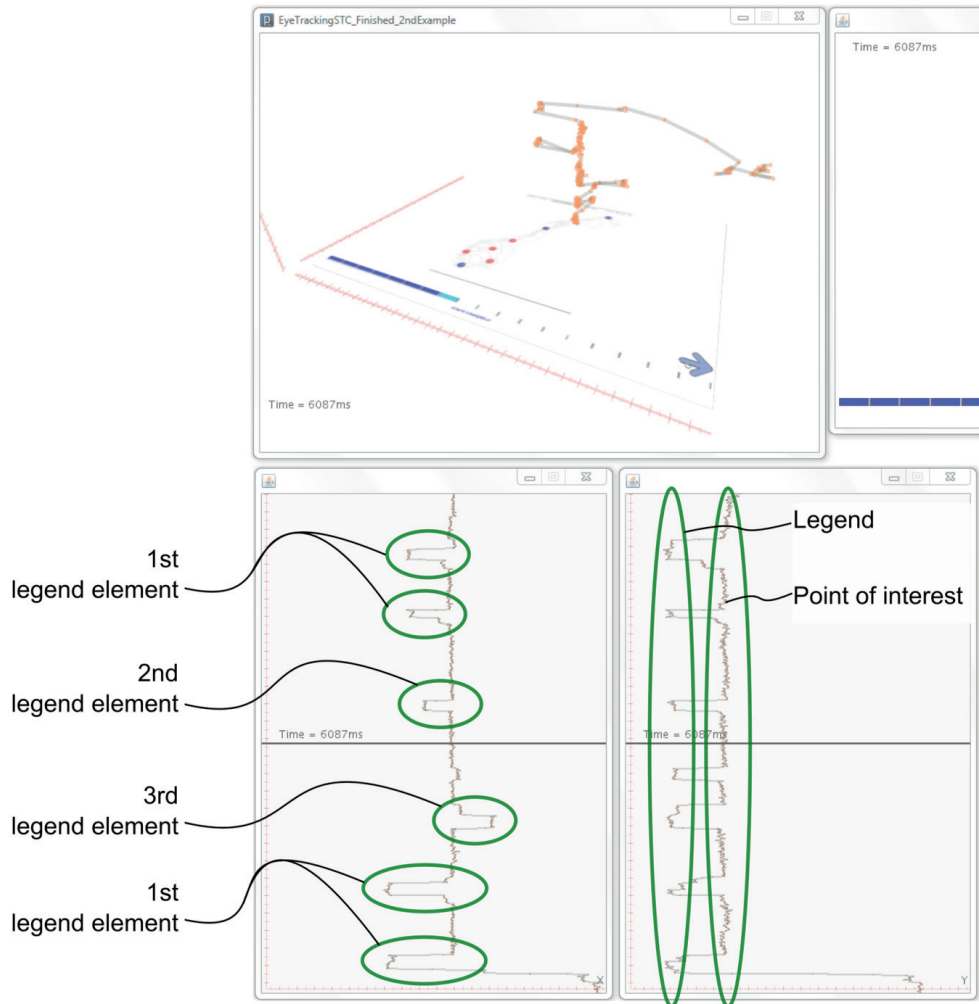 EyeTrackingSTC_Finished_2ndExample
Time = 6087ms
Time = 6087ms
1st
legend element
2nd
legend element
3rd
legend element
1st
legend element
Time = 6087ms
X
Legend
Point of interest
Time = 6087ms
Y